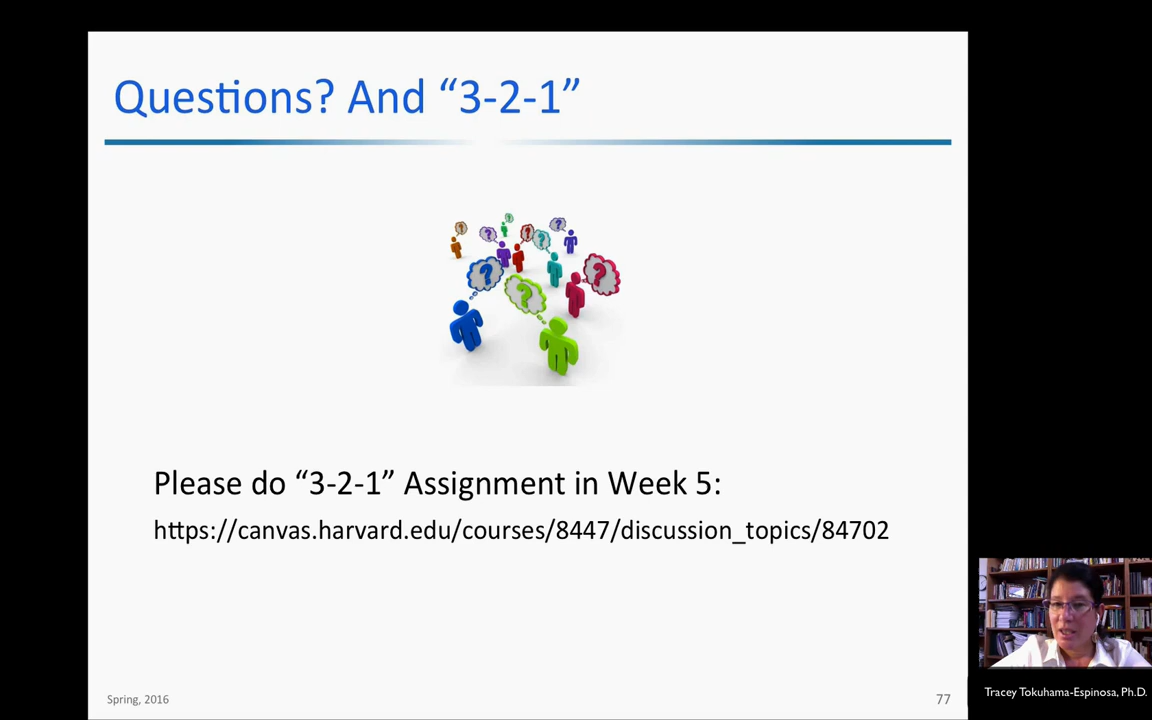 Questions? And “3-2-1”
Please do “3-2-1” Assignment in Week 5:
https://canvas.harvard.edu/courses/8447/discussion_topics/84702
Spring, 2016
77
Tracey Tokuhama-Espinosa, Ph.D.